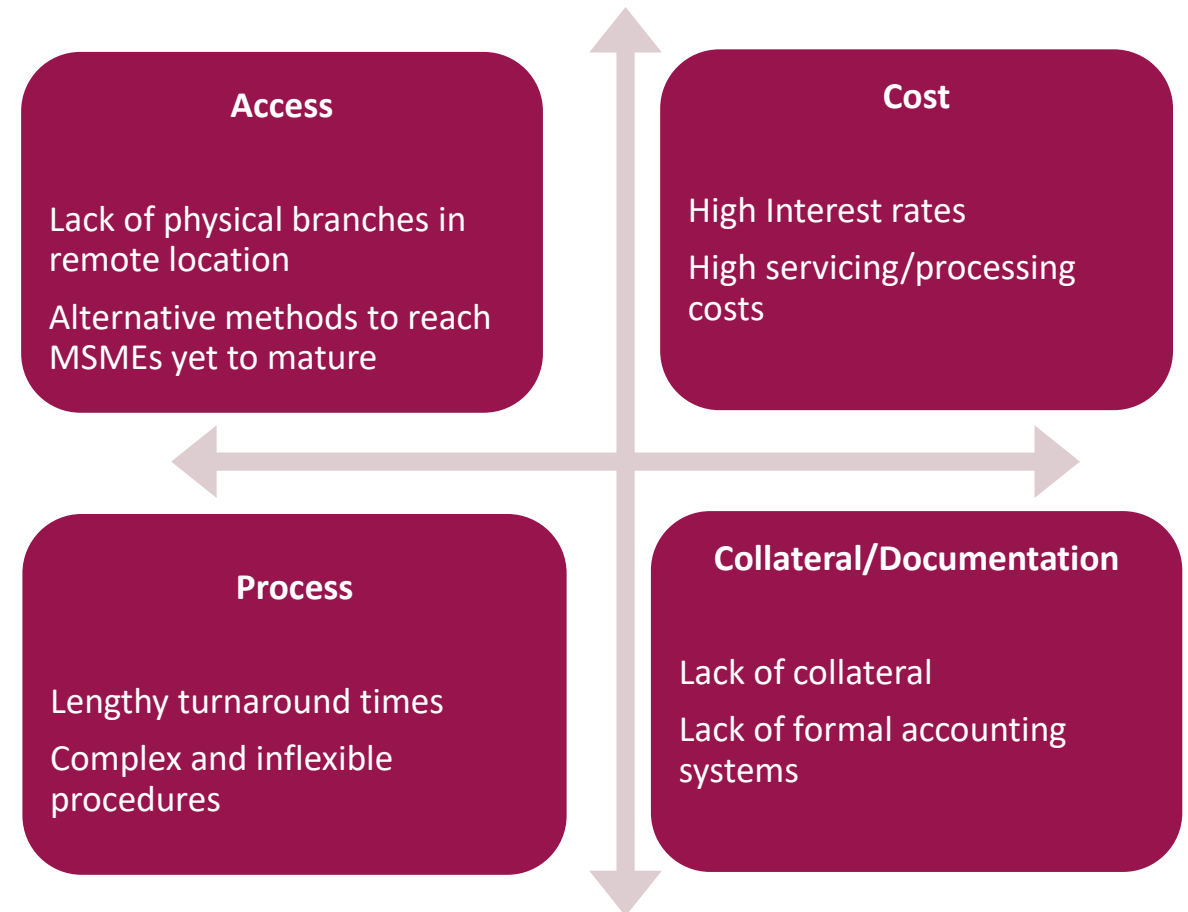 Access
Lack of physical branches in
remote location
Alternative methods to reach
MSMEs yet to mature
Cost
High Interest rates
High servicing/processing
costs
Process
Lengthy turnaround times
Complex and inflexible
procedures
Collateral/Documentation
Lack of collateral
Lack of formal accounting
systems